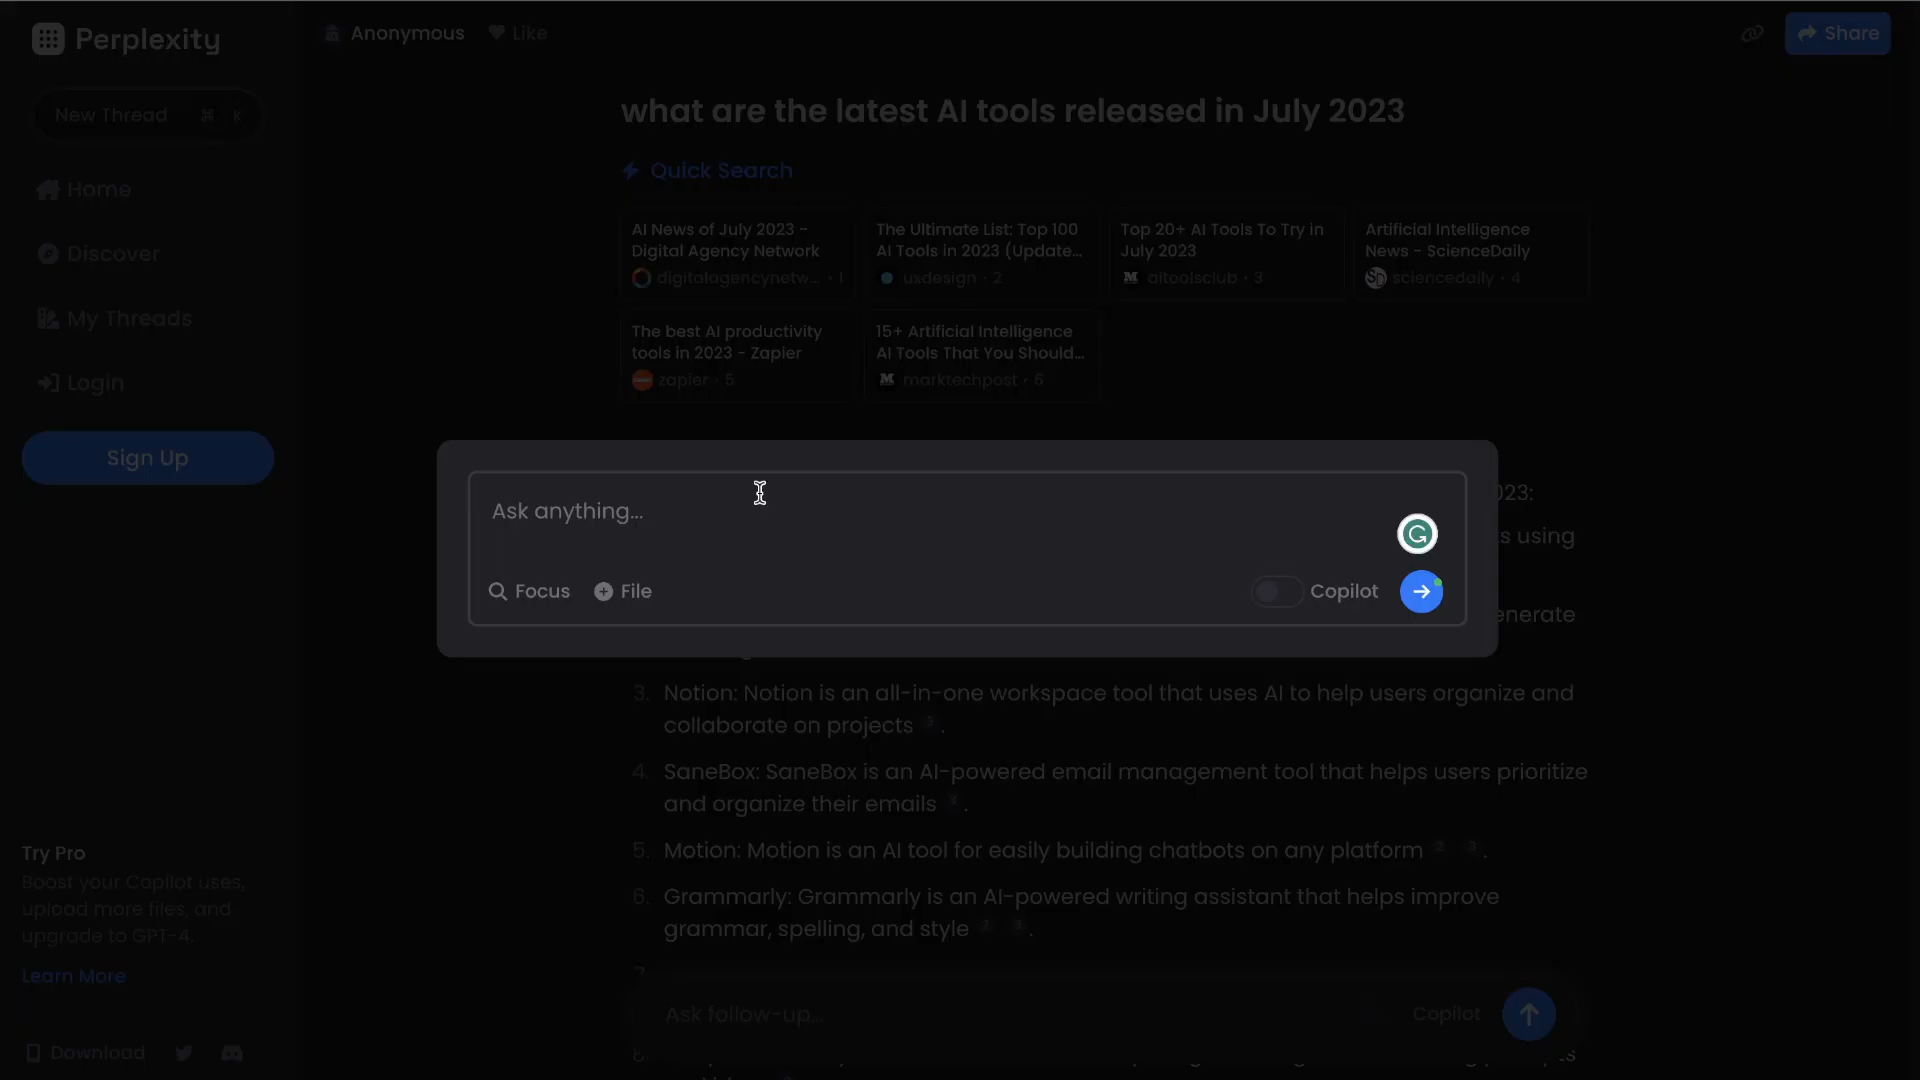 Perplexity
New Thread ⌘ K
Home
Discover
My Threads
Login
Sign Up
Try Pro
Boost your Copilot uses,
upload more files, and
upgrade to GPT-4.
Learn More
Download
Anonymous Like
Share
what are the latest AI tools released in July 2023
Quick Search
AI News of July 2023 -
Digital Agency Network
digitalagencynetw... · 1
The Ultimate List: Top 100
AI Tools in 2023 (Update...
uxdesign · 2
Top 20+ AI Tools To Try in
July 2023
aitoolsclub · 3
Artificial Intelligence
News - ScienceDaily
sciencedaily · 4
The best AI productivity
tools in 2023 - Zapier
zapier · 5
15+ Artificial Intelligence
AI Tools That You Should...
marktechpost · 6
023:
s using
enerate
Ask anything...
Focus File Copilot
3. Notion: Notion is an all-in-one workspace tool that uses AI to help users organize and
collaborate on projects .
4. SaneBox: SaneBox is an AI-powered email management tool that helps users prioritize
and organize their emails .
5. Motion: Motion is an AI tool for easily building chatbots on any platform 2 3 .
6. Grammarly: Grammarly is an AI-powered writing assistant that helps improve
grammar, spelling, and style .
Ask follow-up... Copilot